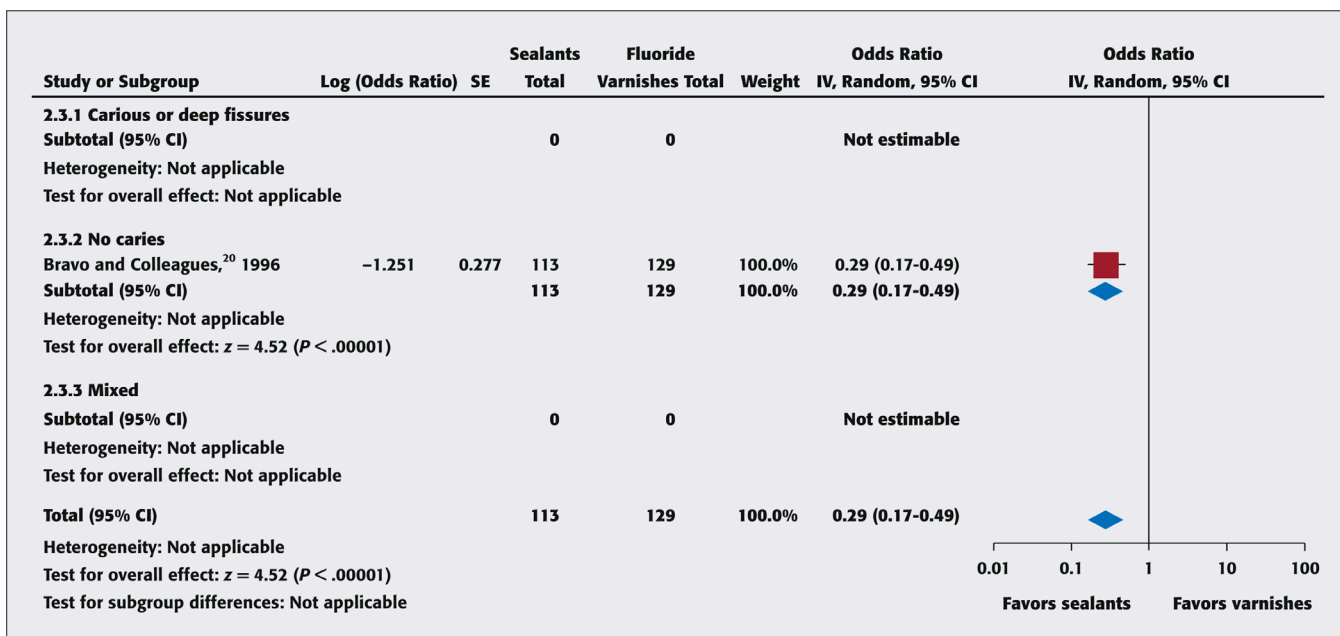 Sealants Fluoride Odds Ratio Odds Ratio
Study or Subgroup Log (Odds Ratio) SE Total Varnishes Total Weight IV, Random, 95% CI IV, Random, 95% CI
2.3.1 Carious or deep fissures
Subtotal (95% CI) 0 0 Not estimable
Heterogeneity: Not applicable
Test for overall effect: Not applicable
2.3.2 No caries
Bravo and Colleagues,20 1996 −1.251 0.277 113 129 100.0% 0.29 (0.17-0.49)
Subtotal (95% CI) 113 129 100.0% 0.29 (0.17-0.49)
Heterogeneity: Not applicable
Test for overall effect: z = 4.52 (P < .00001)
2.3.3 Mixed
Subtotal (95% CI) 0 0 Not estimable
Heterogeneity: Not applicable
Test for overall effect: Not applicable
Total (95% CI) 113 129 100.0% 0.29 (0.17-0.49)
Heterogeneity: Not applicable
Test for overall effect: z = 4.52 (P < .00001)
Test for subgroup differences: Not applicable
0.01 0.1 1 10 100
Favors sealants Favors varnishes